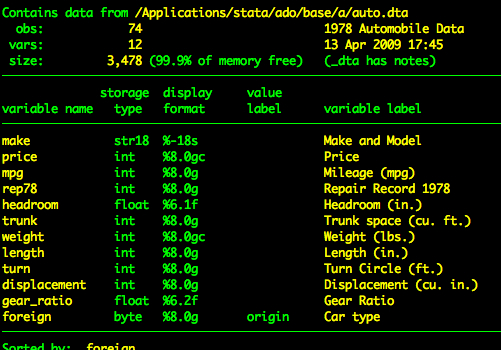 Contains data from /Applications/stata/ado/base/a/auto.dta
obs: 74 1978 Automobile Data
vars: 12 13 Apr 2009 17:45
size: 3,478 (99.9% of memory free) (_dta has notes)
storage display value
variable name type format label variable label
make str18 %-18s Make and Model
price int %8.0gc Price
mpg int %8.0g Mileage (mpg)
rep78 int %8.0g Repair Record 1978
headroom float %6.1f Headroom (in.)
trunk int %8.0g Trunk space (cu. ft.)
weight int %8.0gc Weight (lbs.)
length int %8.0g Length (in.)
turn int %8.0g Turn Circle (ft.)
displacement int %8.0g Displacement (cu. in.)
gear_ratio float %6.2f Gear Ratio
foreign byte %8.0g origin Car type
Sorted by: foreign